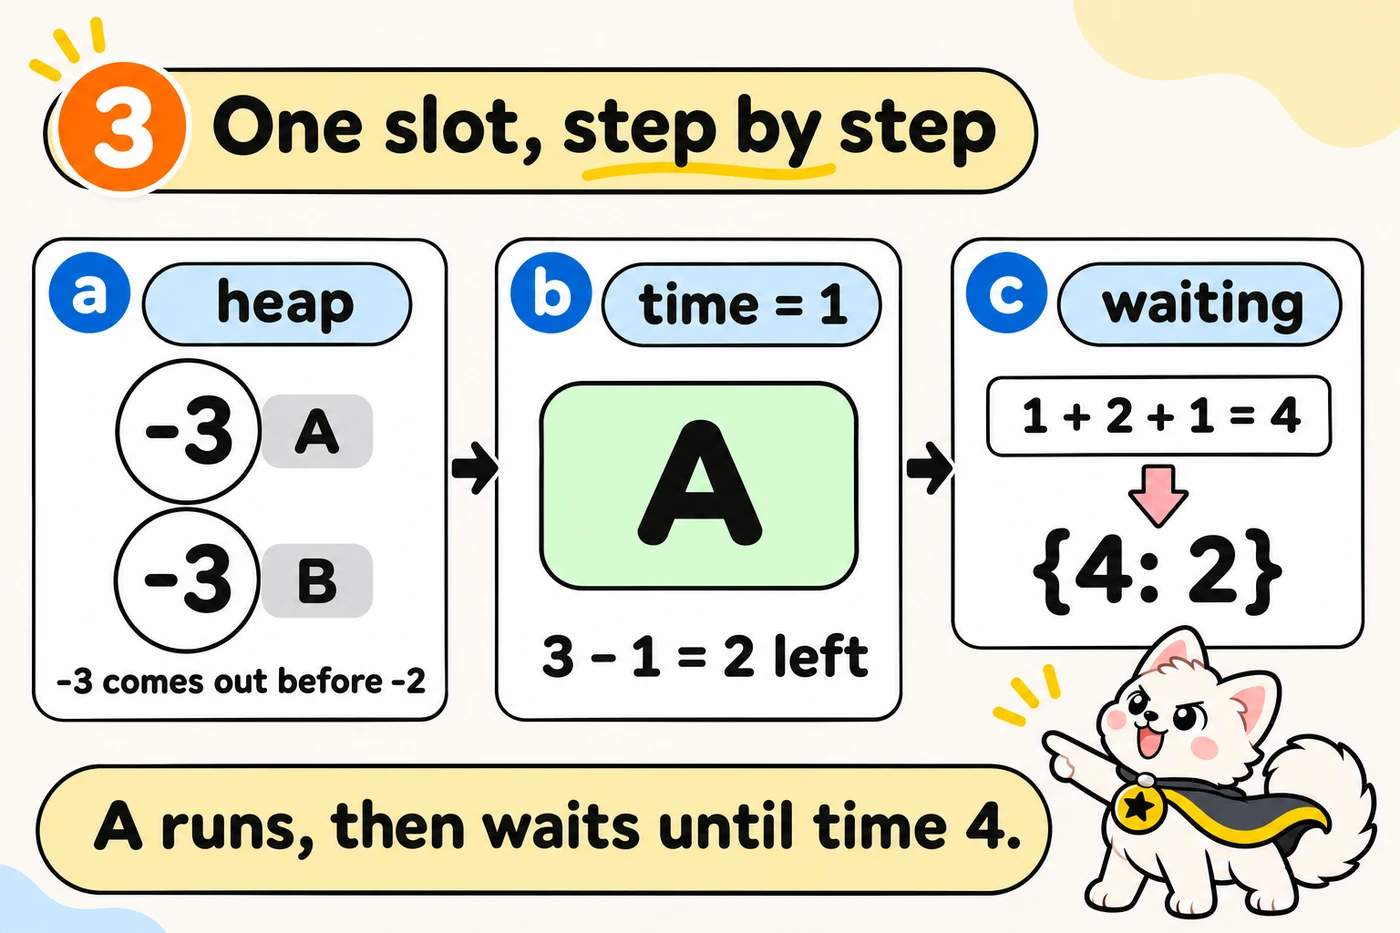 3
One slot, step by step
a
heap
-3 A
-3 B
-3 comes out before -2
b
time = 1
A
3 - 1 = 2 left
c
waiting
1 + 2 + 1 = 4
{4: 2}
A runs, then waits until time 4.